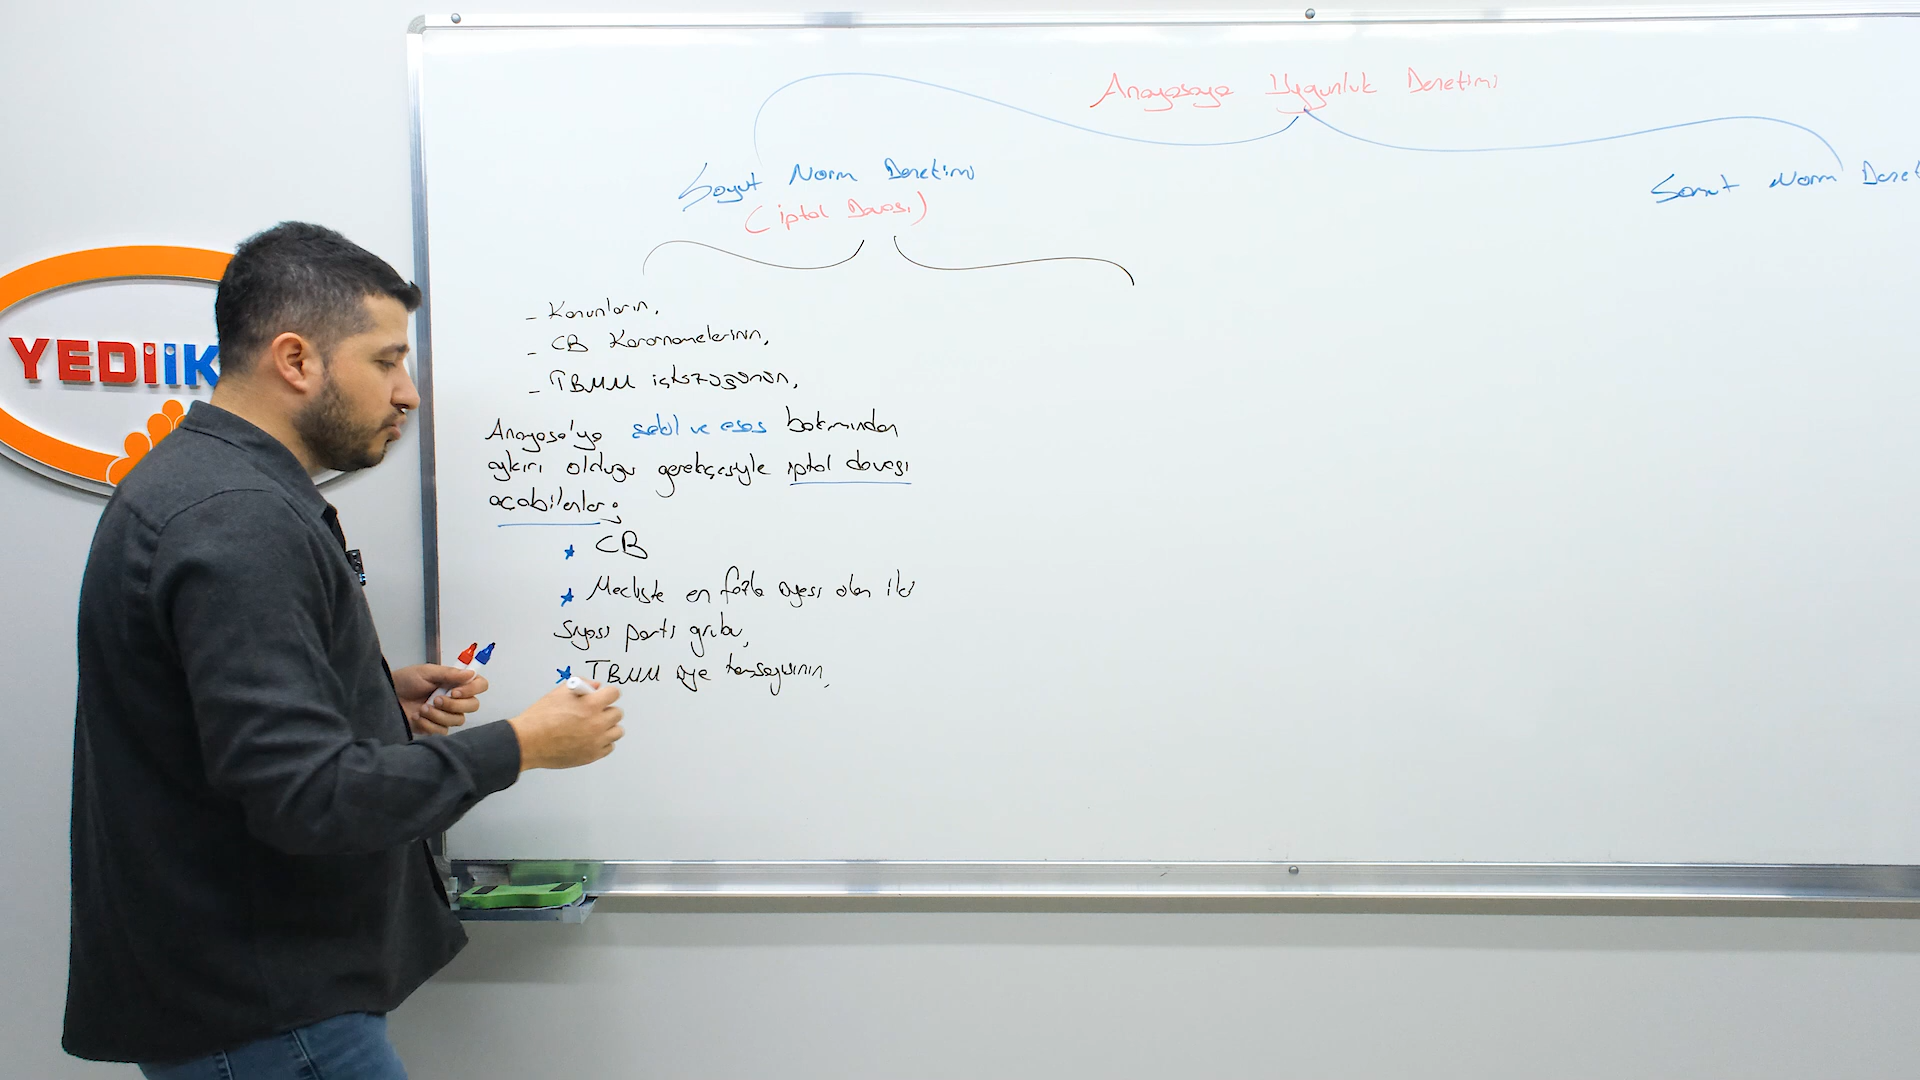 Anayasaya Uygunluk Denetimi
Soyut Norm Denetimi
(iptal Davası)
Somut Norm Denet
YEDiiK
- Kanunların,
- CB Kararnamelerinin,
- TBMM içtüzüğünün,
Anayasa'ya şekil ve esas bakımından
aykırı olduğu gerekçesiyle iptal davası
açabilenler;
★ CB
★ Mecliste en fazla üyesi olan iki
siyasi parti grubu,
★ TBMM üye tamsayısının,